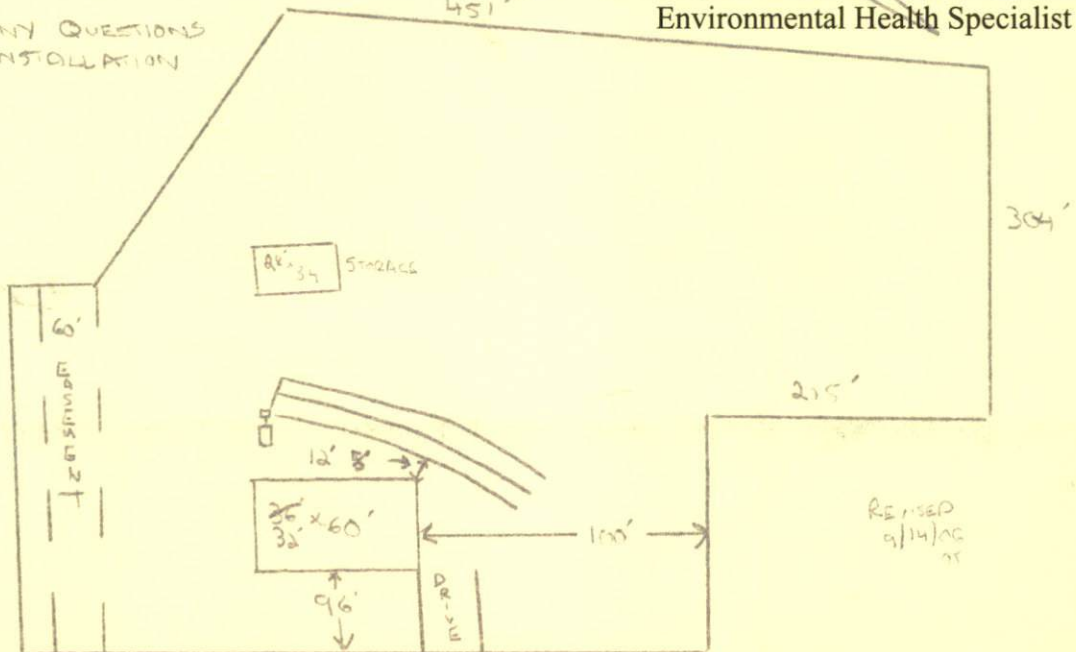 451'
Environmental Health Specialist
NY QUESTIONS
NSTALLATION
304'
STORAGE
60'
EASEMENT
215'
12'
36' x 60'
32'
100'
REVISED
9/14/06
96'
DRIVE